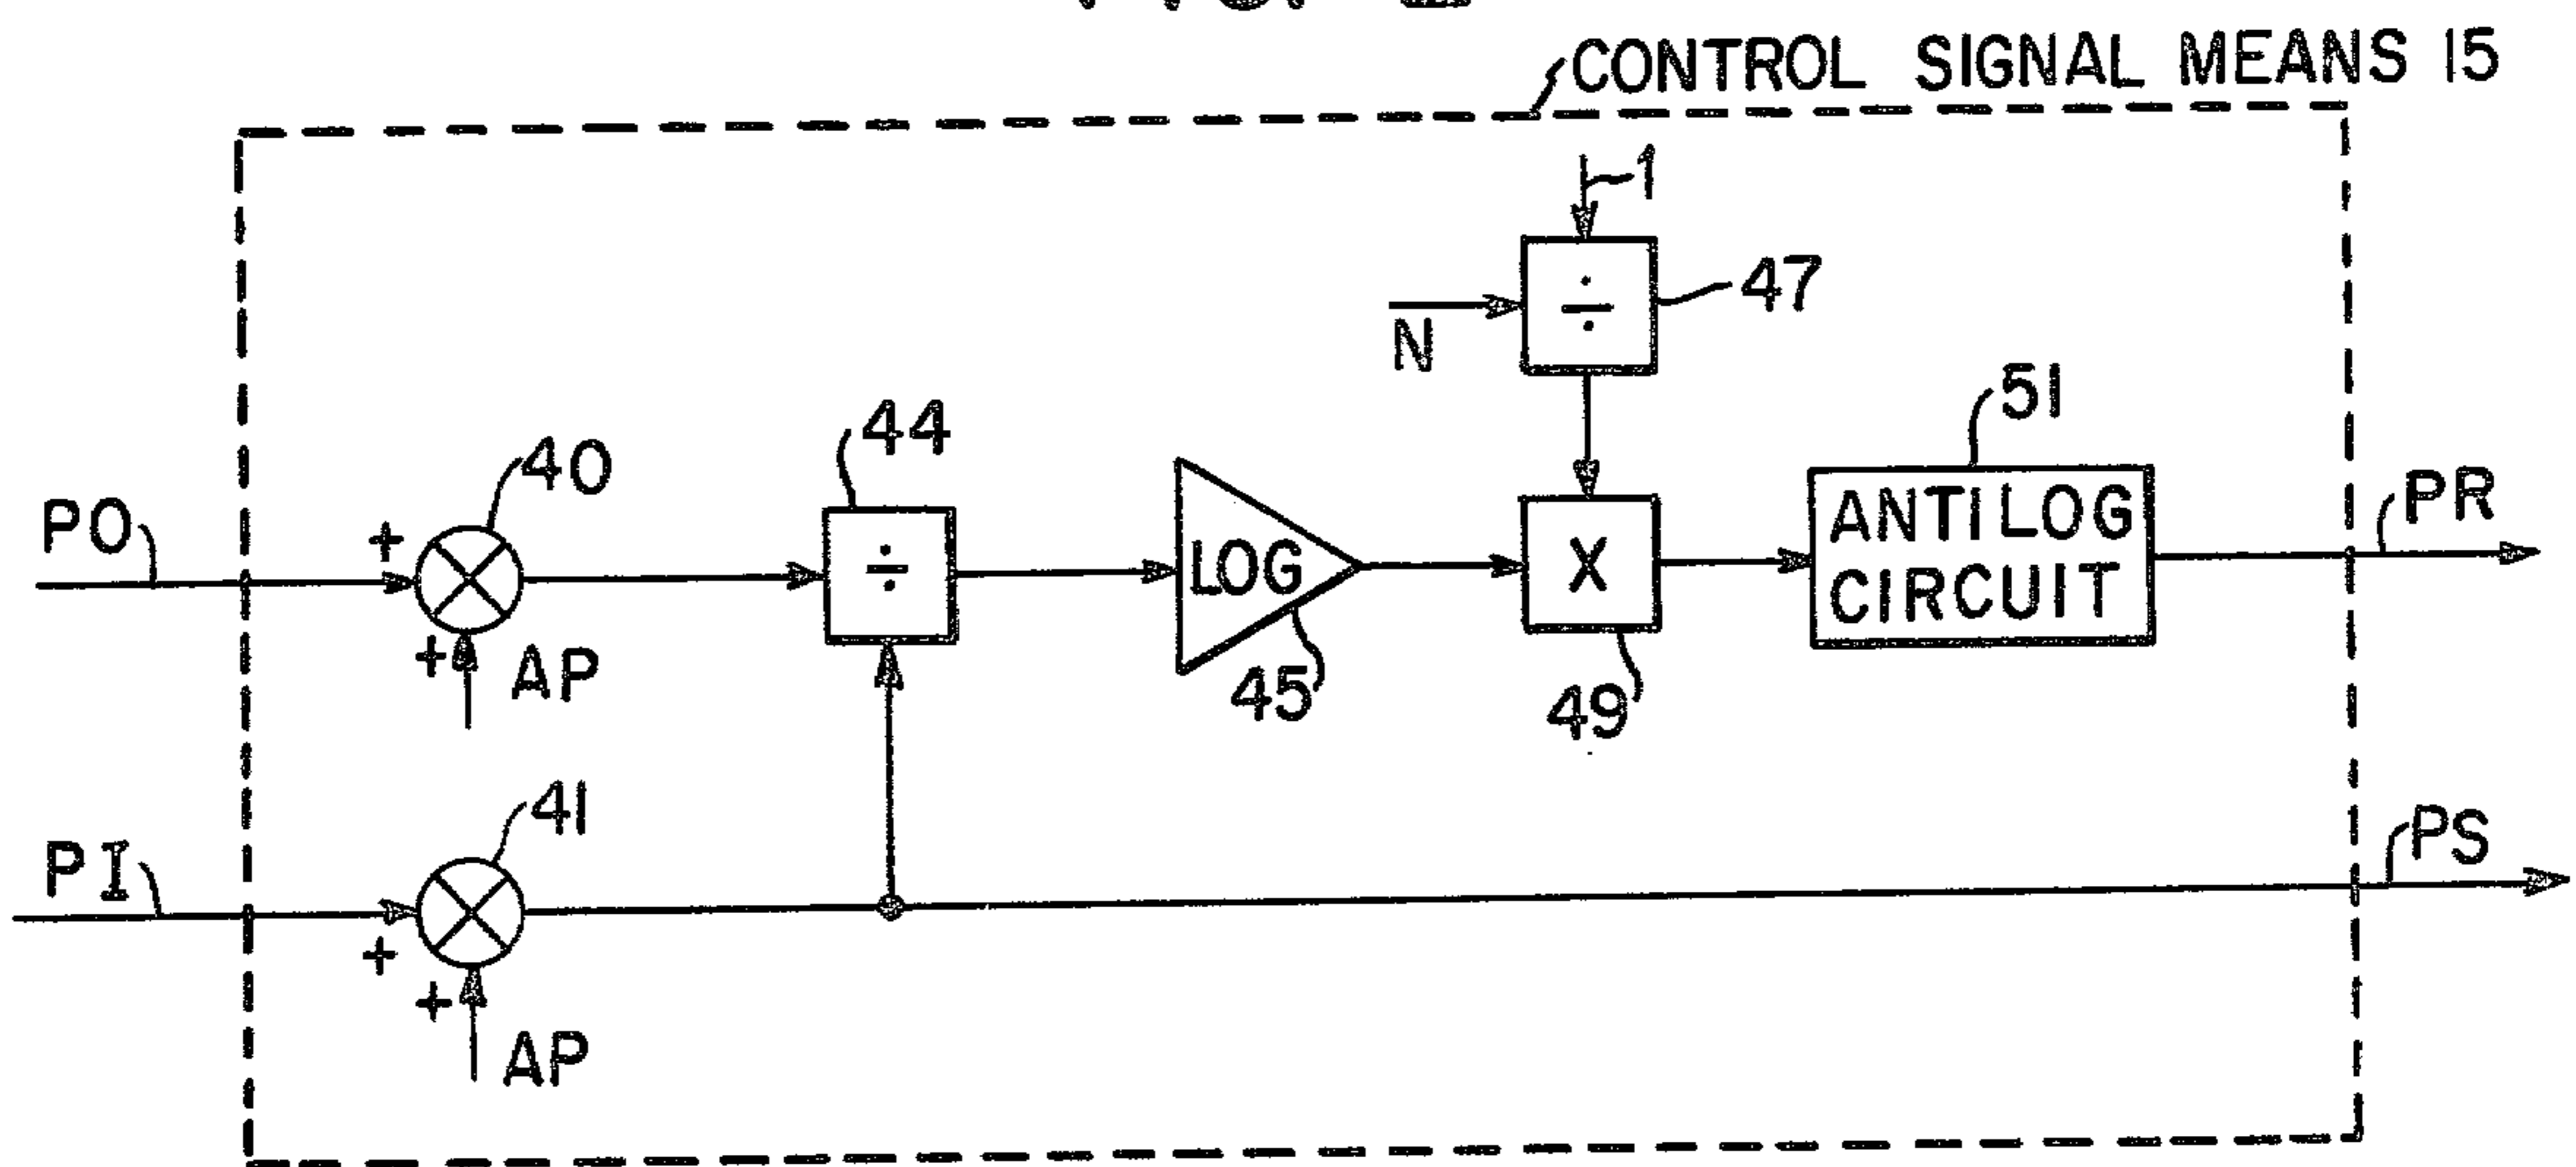 CONTROL SIGNAL MEANS 15
1
÷
47
N
51
44
40
PO
+
÷
LOG
X
ANTILOG
CIRCUIT
PR
+
AP
45
49
41
PI
PS
+
+
AP